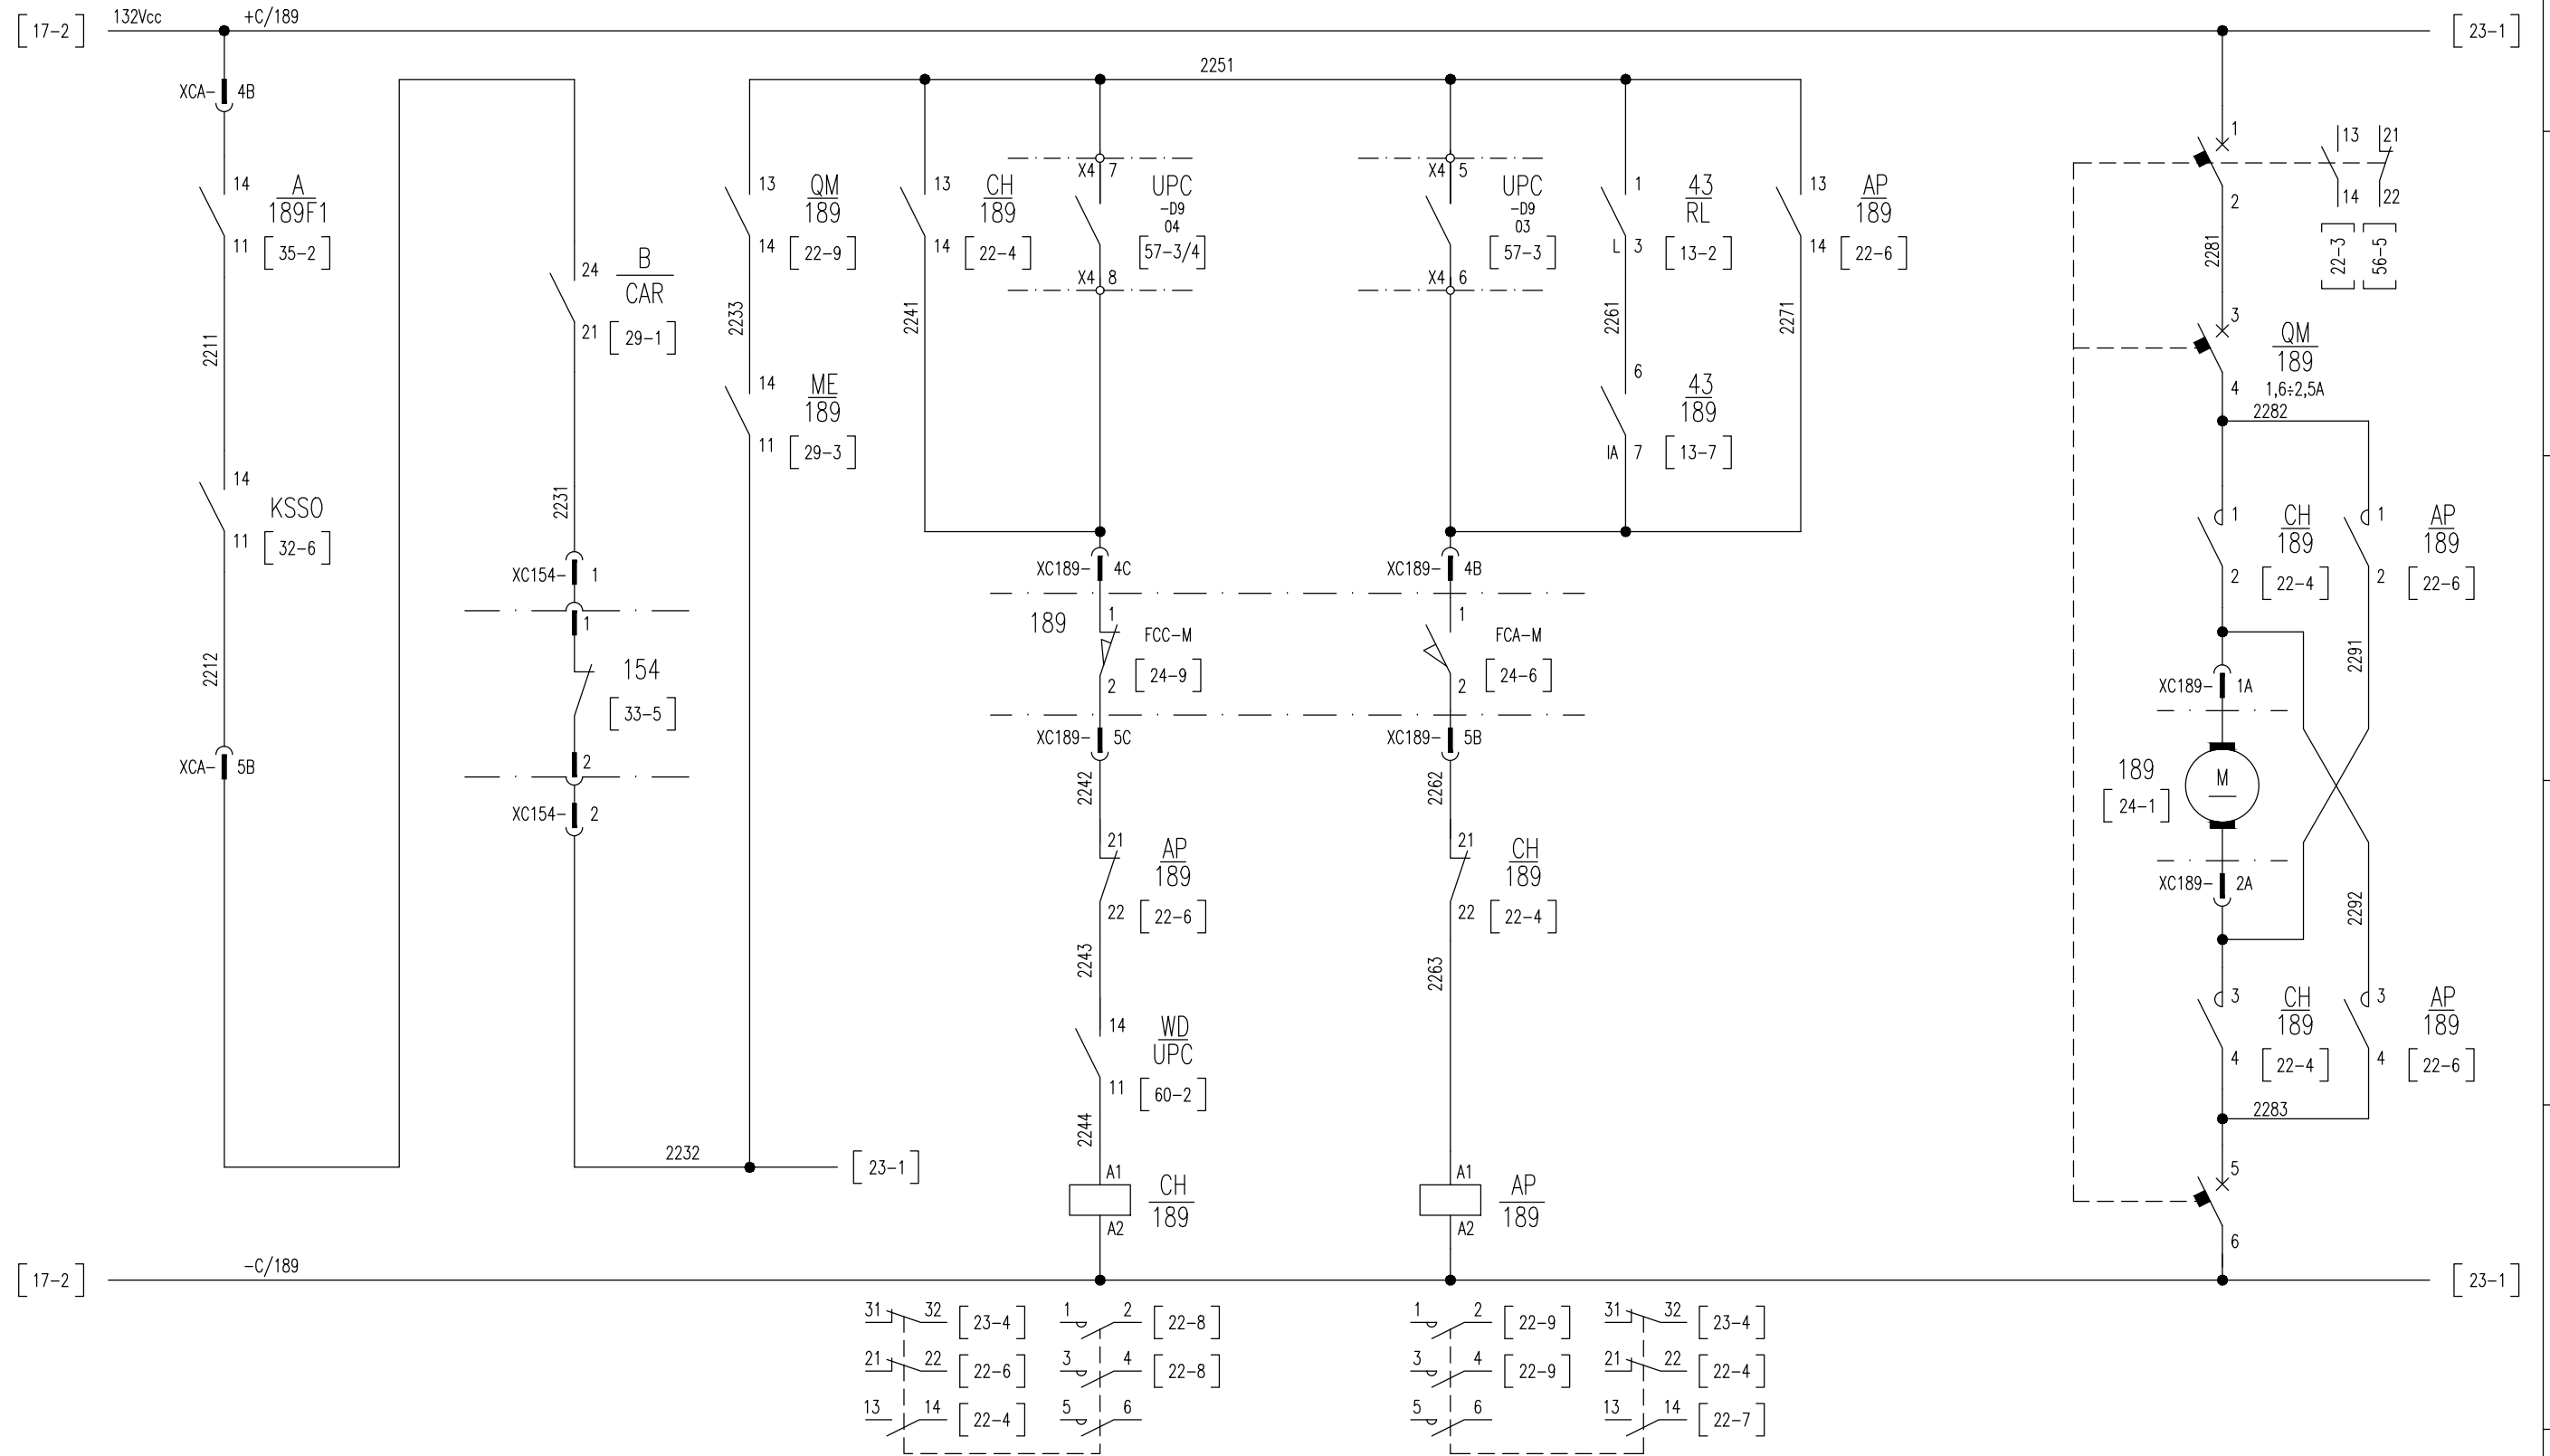 [17-2] 132Vcc +C/189 [23-1]
2251
XCA- 4B
14 A
189F1
11 [35-2]
2211
14
KSSO
11 [32-6]
2212
XCA- 5B
24 B
CAR
21 [29-1]
2231
XC154- 1
1
154
[33-5]
2
XC154- 2
2232 [23-1]
13 QM
189
14 [22-9]
2233
14 ME
189
11 [29-3]
13 CH
189
14 [22-4]
2241
X4 7
UPC
-D9
04
[57-3/4]
X4 8
XC189- 4C
189
1
FCC-M
[24-9]
2
XC189- 5C
2242
21 AP
189
22 [22-6]
2243
14 WD
UPC
11 [60-2]
2244
A1
CH
189
A2
X4 5
UPC
-D9
03
[57-3]
X4 6
XC189- 4B
1
FCA-M
[24-6]
2
XC189- 5B
2262
21 CH
189
22 [22-4]
2263
A1
AP
189
A2
1 43
RL
L 3 [13-2]
2261
6 43
189
IA 7 [13-7]
13 AP
189
14 [22-6]
2271
1
2
13 21
14 22
[22-3] [56-5]
2281
3
QM
189
4 1,6÷2,5A
2282
1 CH
189
2 [22-4]
1 AP
189
2 [22-6]
2291
XC189- 1A
189
[24-1]
M
XC189- 2A
2292
3 CH
189
4 [22-4]
3 AP
189
4 [22-6]
2283
5
6
[17-2] -C/189 [23-1]
31 32 [23-4] 1 2 [22-8]
21 22 [22-6] 3 4 [22-8]
13 14 [22-4] 5 6
1 2 [22-9] 31 32 [23-4]
3 4 [22-9] 21 22 [22-4]
5 6 13 14 [22-7]